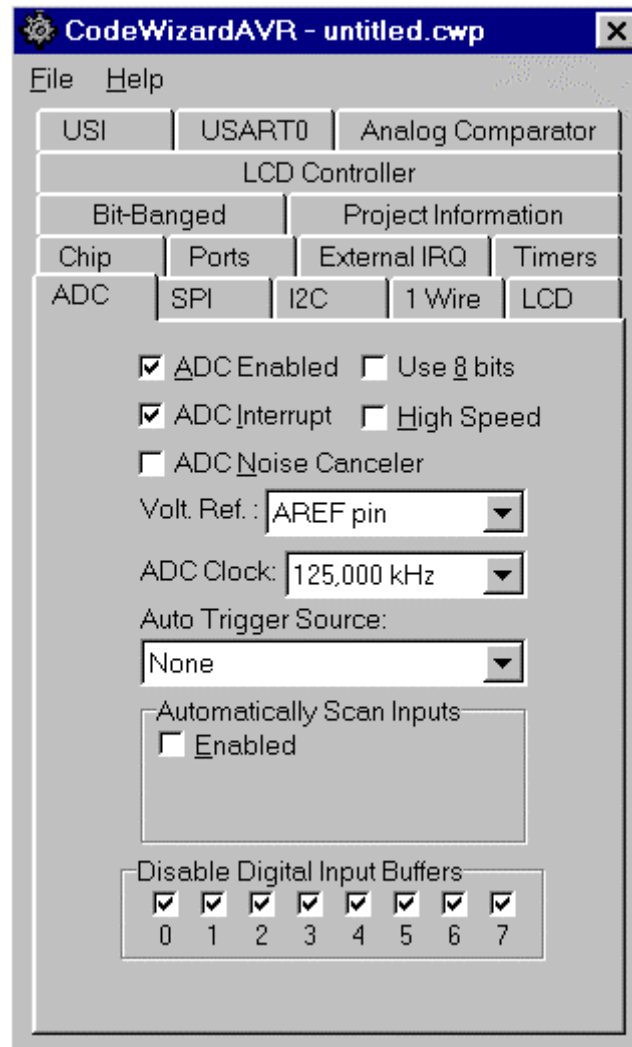 CodeWizardAVR - untitled.cwp
File Help
USI USART0 Analog Comparator
LCD Controller
Bit-Banged Project Information
Chip Ports External IRQ Timers
ADC SPI I2C 1 Wire LCD
ADC Enabled Use 8 bits
ADC Interrupt High Speed
ADC Noise Canceler
Volt. Ref. : AREF pin
ADC Clock: 125,000 kHz
Auto Trigger Source:
None
Automatically Scan Inputs
Enabled
Disable Digital Input Buffers
0 1 2 3 4 5 6 7